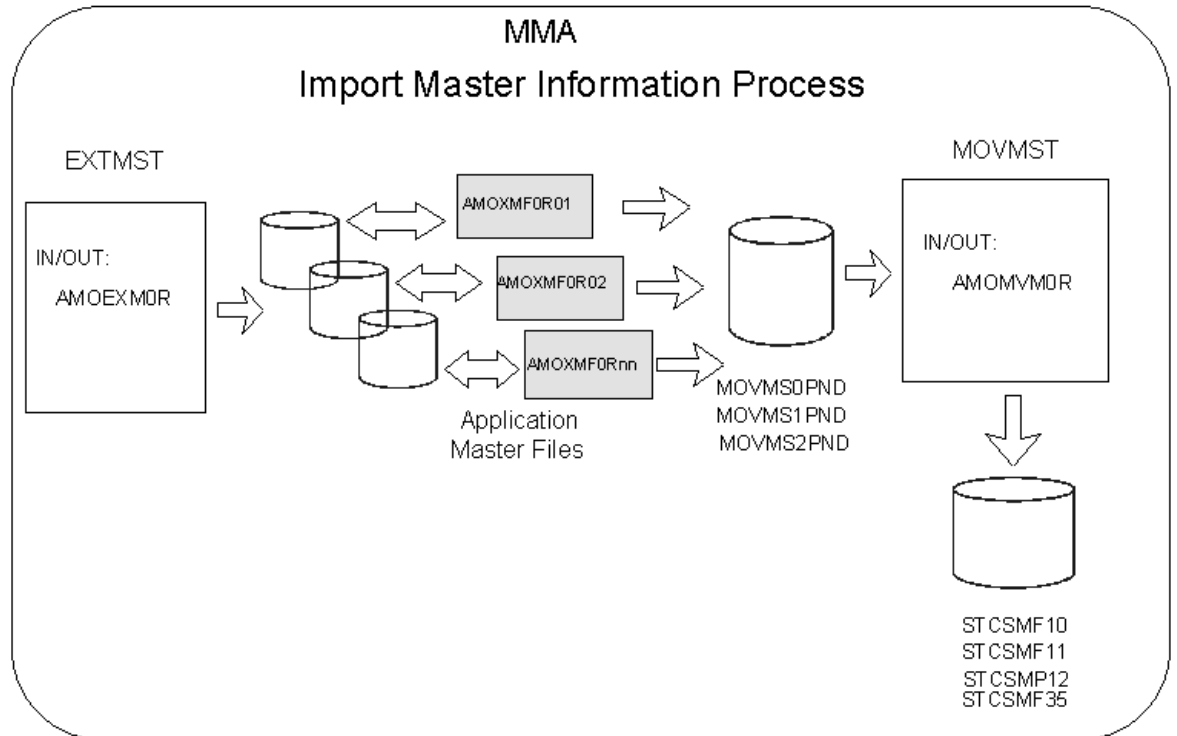 MMA
Import Master Information Process
EXTMST
IN/OUT:
AMOEXM0R
AMOXMF0R01
AMOXMF0R02
AMOXMF0Rnn
Application
Master Files
MOVMS0PND
MOVMS1PND
MOVMS2PND
MOVMST
IN/OUT:
AMOMVM0R
STCSMF10
STCSMF11
STCSMP12
STCSMF35